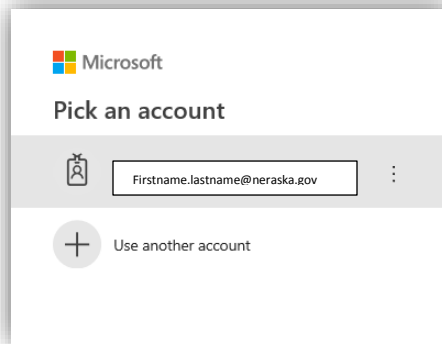 Microsoft
Pick an account
Firstname.lastname@neraska.gov
Use another account